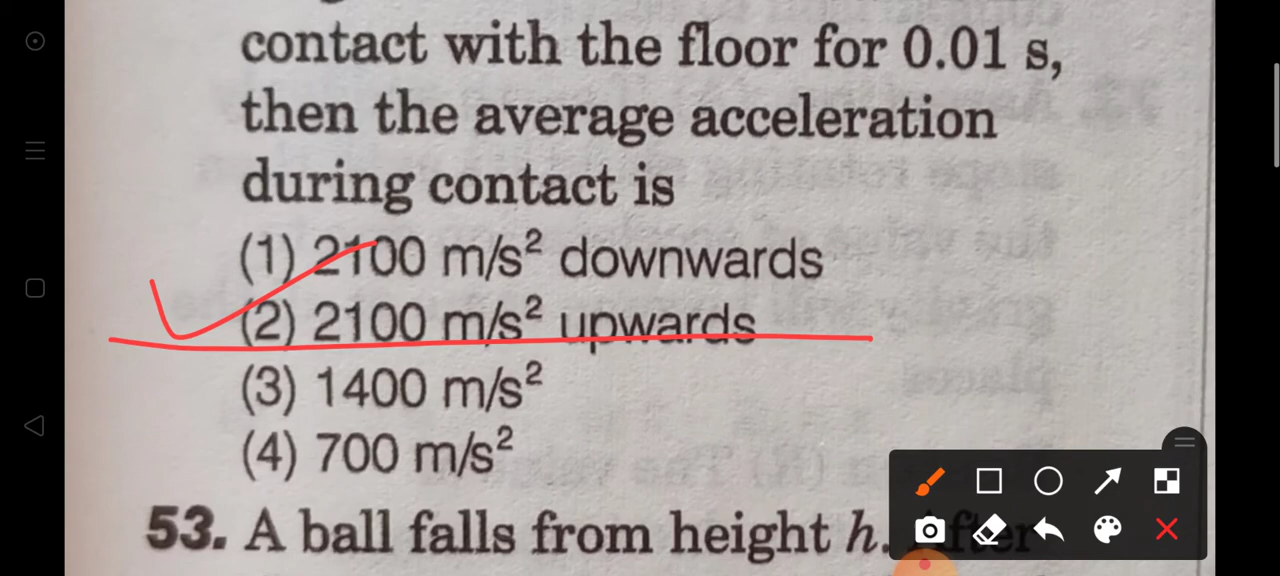 contact with the floor for 0.01 s,
then the average acceleration
during contact is
(1) 2100 m/s² downwards
(2) 2100 m/s² upwards
(3) 1400 m/s²
(4) 700 m/s²
53. A ball falls from height h. After